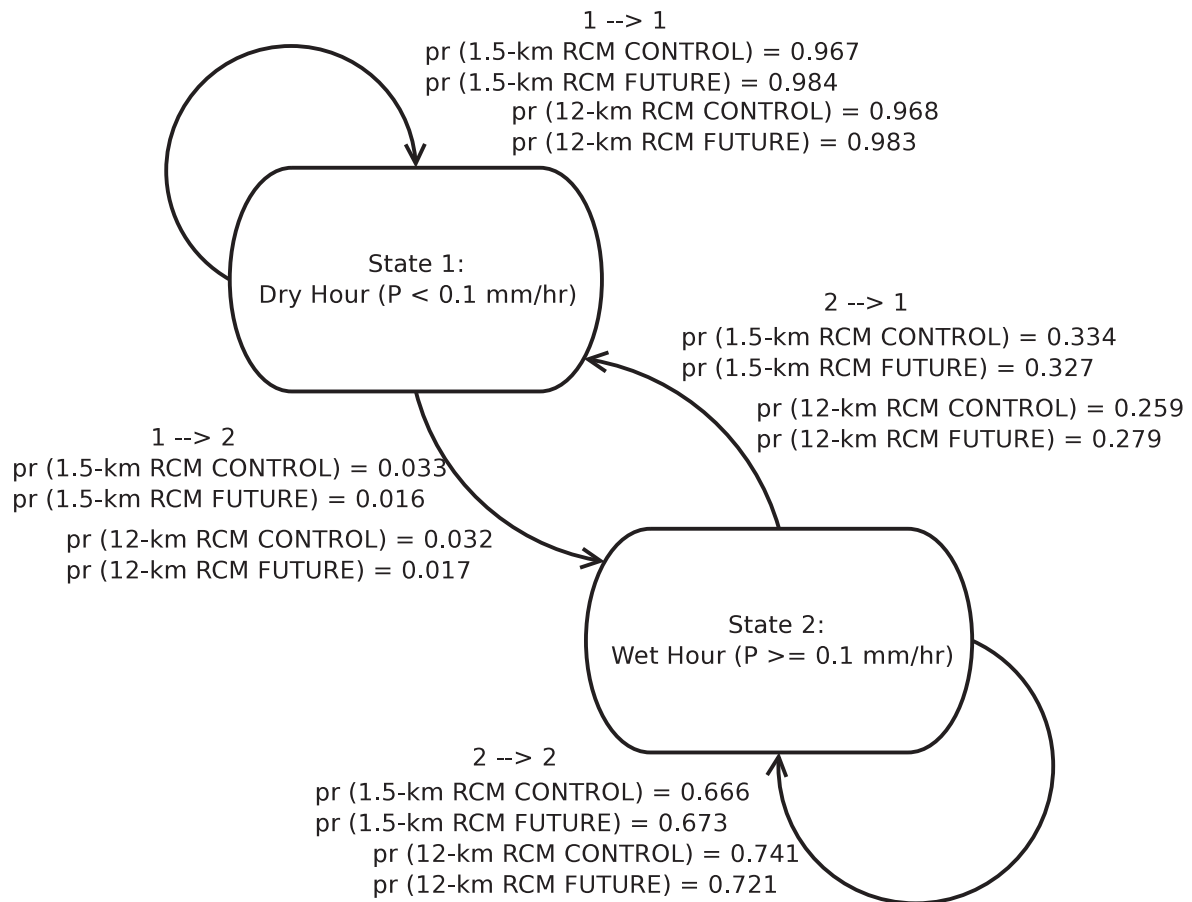 1 --> 1
pr (1.5-km RCM CONTROL) = 0.967
pr (1.5-km RCM FUTURE) = 0.984
pr (12-km RCM CONTROL) = 0.968
pr (12-km RCM FUTURE) = 0.983
State 1:
Dry Hour (P < 0.1 mm/hr)
2 --> 1
pr (1.5-km RCM CONTROL) = 0.334
pr (1.5-km RCM FUTURE) = 0.327
pr (12-km RCM CONTROL) = 0.259
pr (12-km RCM FUTURE) = 0.279
1 --> 2
pr (1.5-km RCM CONTROL) = 0.033
pr (1.5-km RCM FUTURE) = 0.016
pr (12-km RCM CONTROL) = 0.032
pr (12-km RCM FUTURE) = 0.017
State 2:
Wet Hour (P >= 0.1 mm/hr)
2 --> 2
pr (1.5-km RCM CONTROL) = 0.666
pr (1.5-km RCM FUTURE) = 0.673
pr (12-km RCM CONTROL) = 0.741
pr (12-km RCM FUTURE) = 0.721